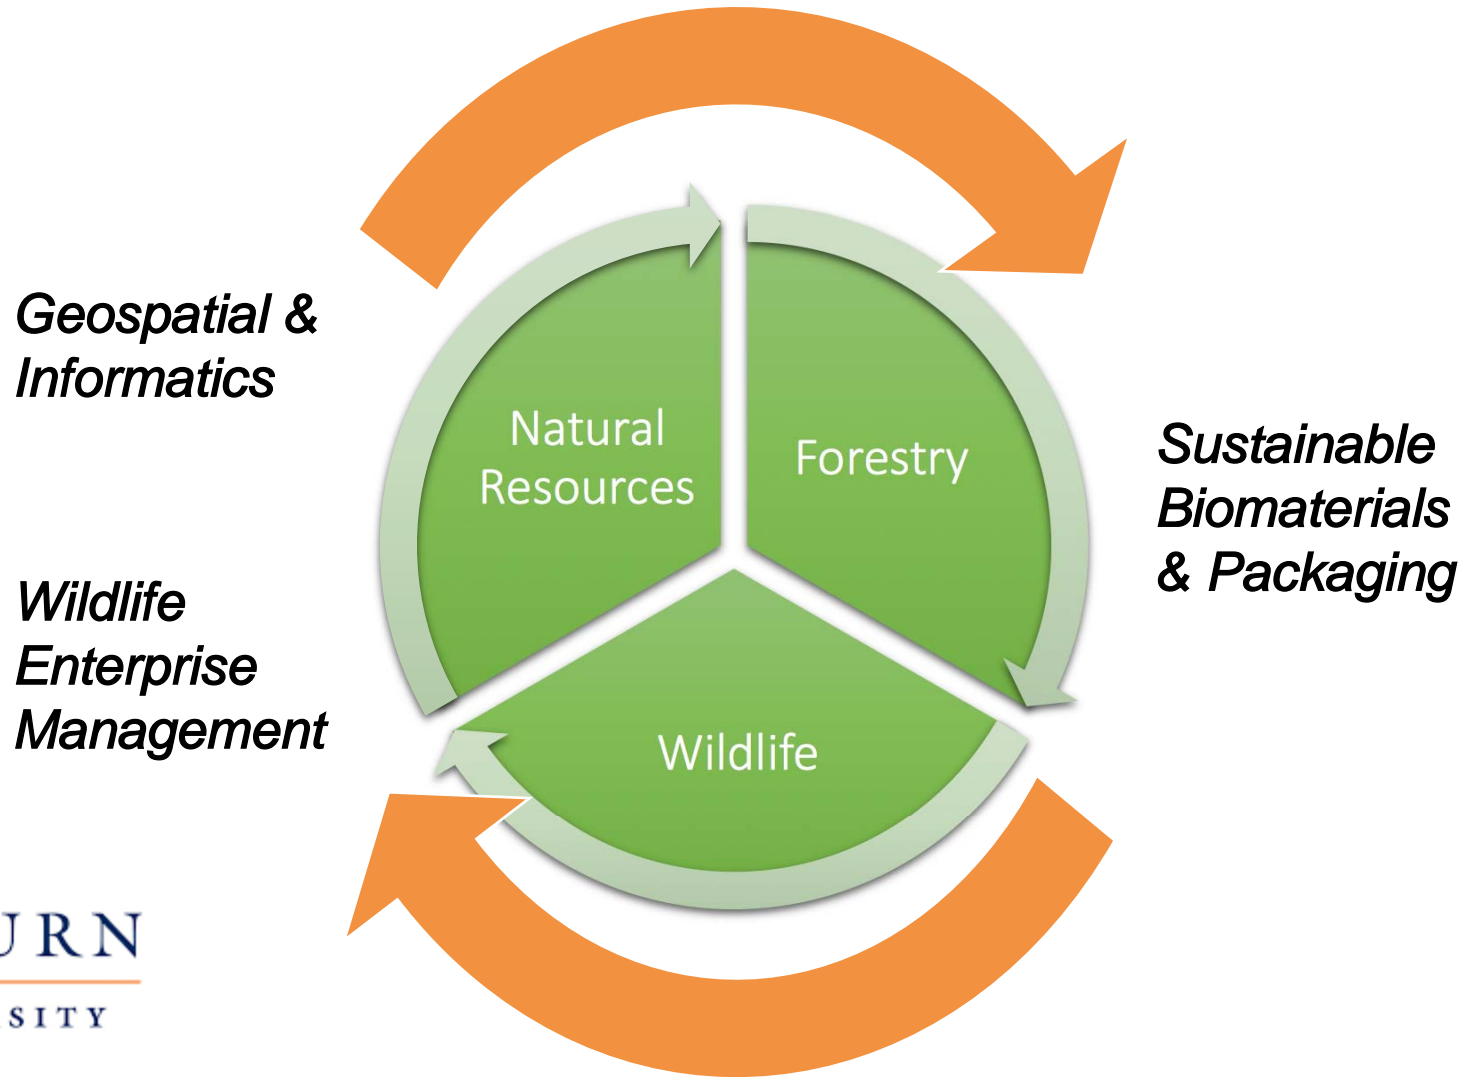 Geospatial &
Informatics
Natural
Resources
Forestry
Sustainable
Biomaterials
& Packaging
Wildlife
Enterprise
Management
Wildlife
URN
SITY